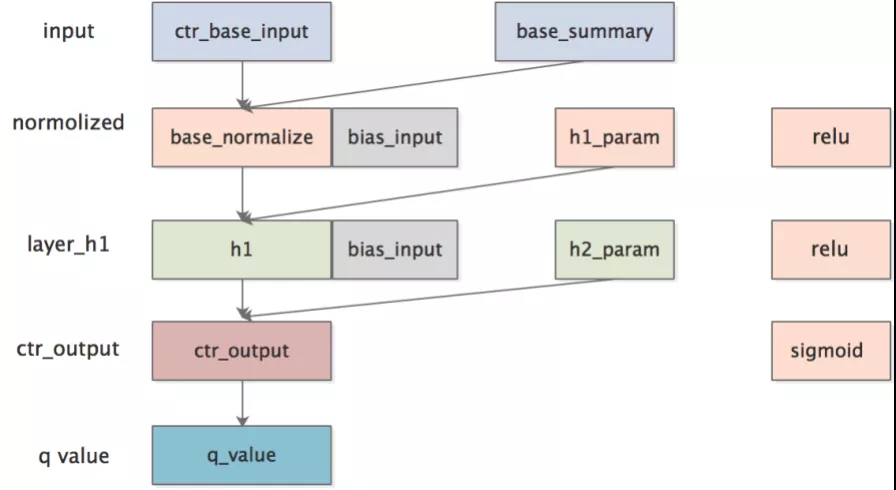 input
ctr_base_input
base_summary
normolized
base_normalize
bias_input
h1_param
relu
layer_h1
h1
bias_input
h2_param
relu
ctr_output
ctr_output
sigmoid
q value
q_value